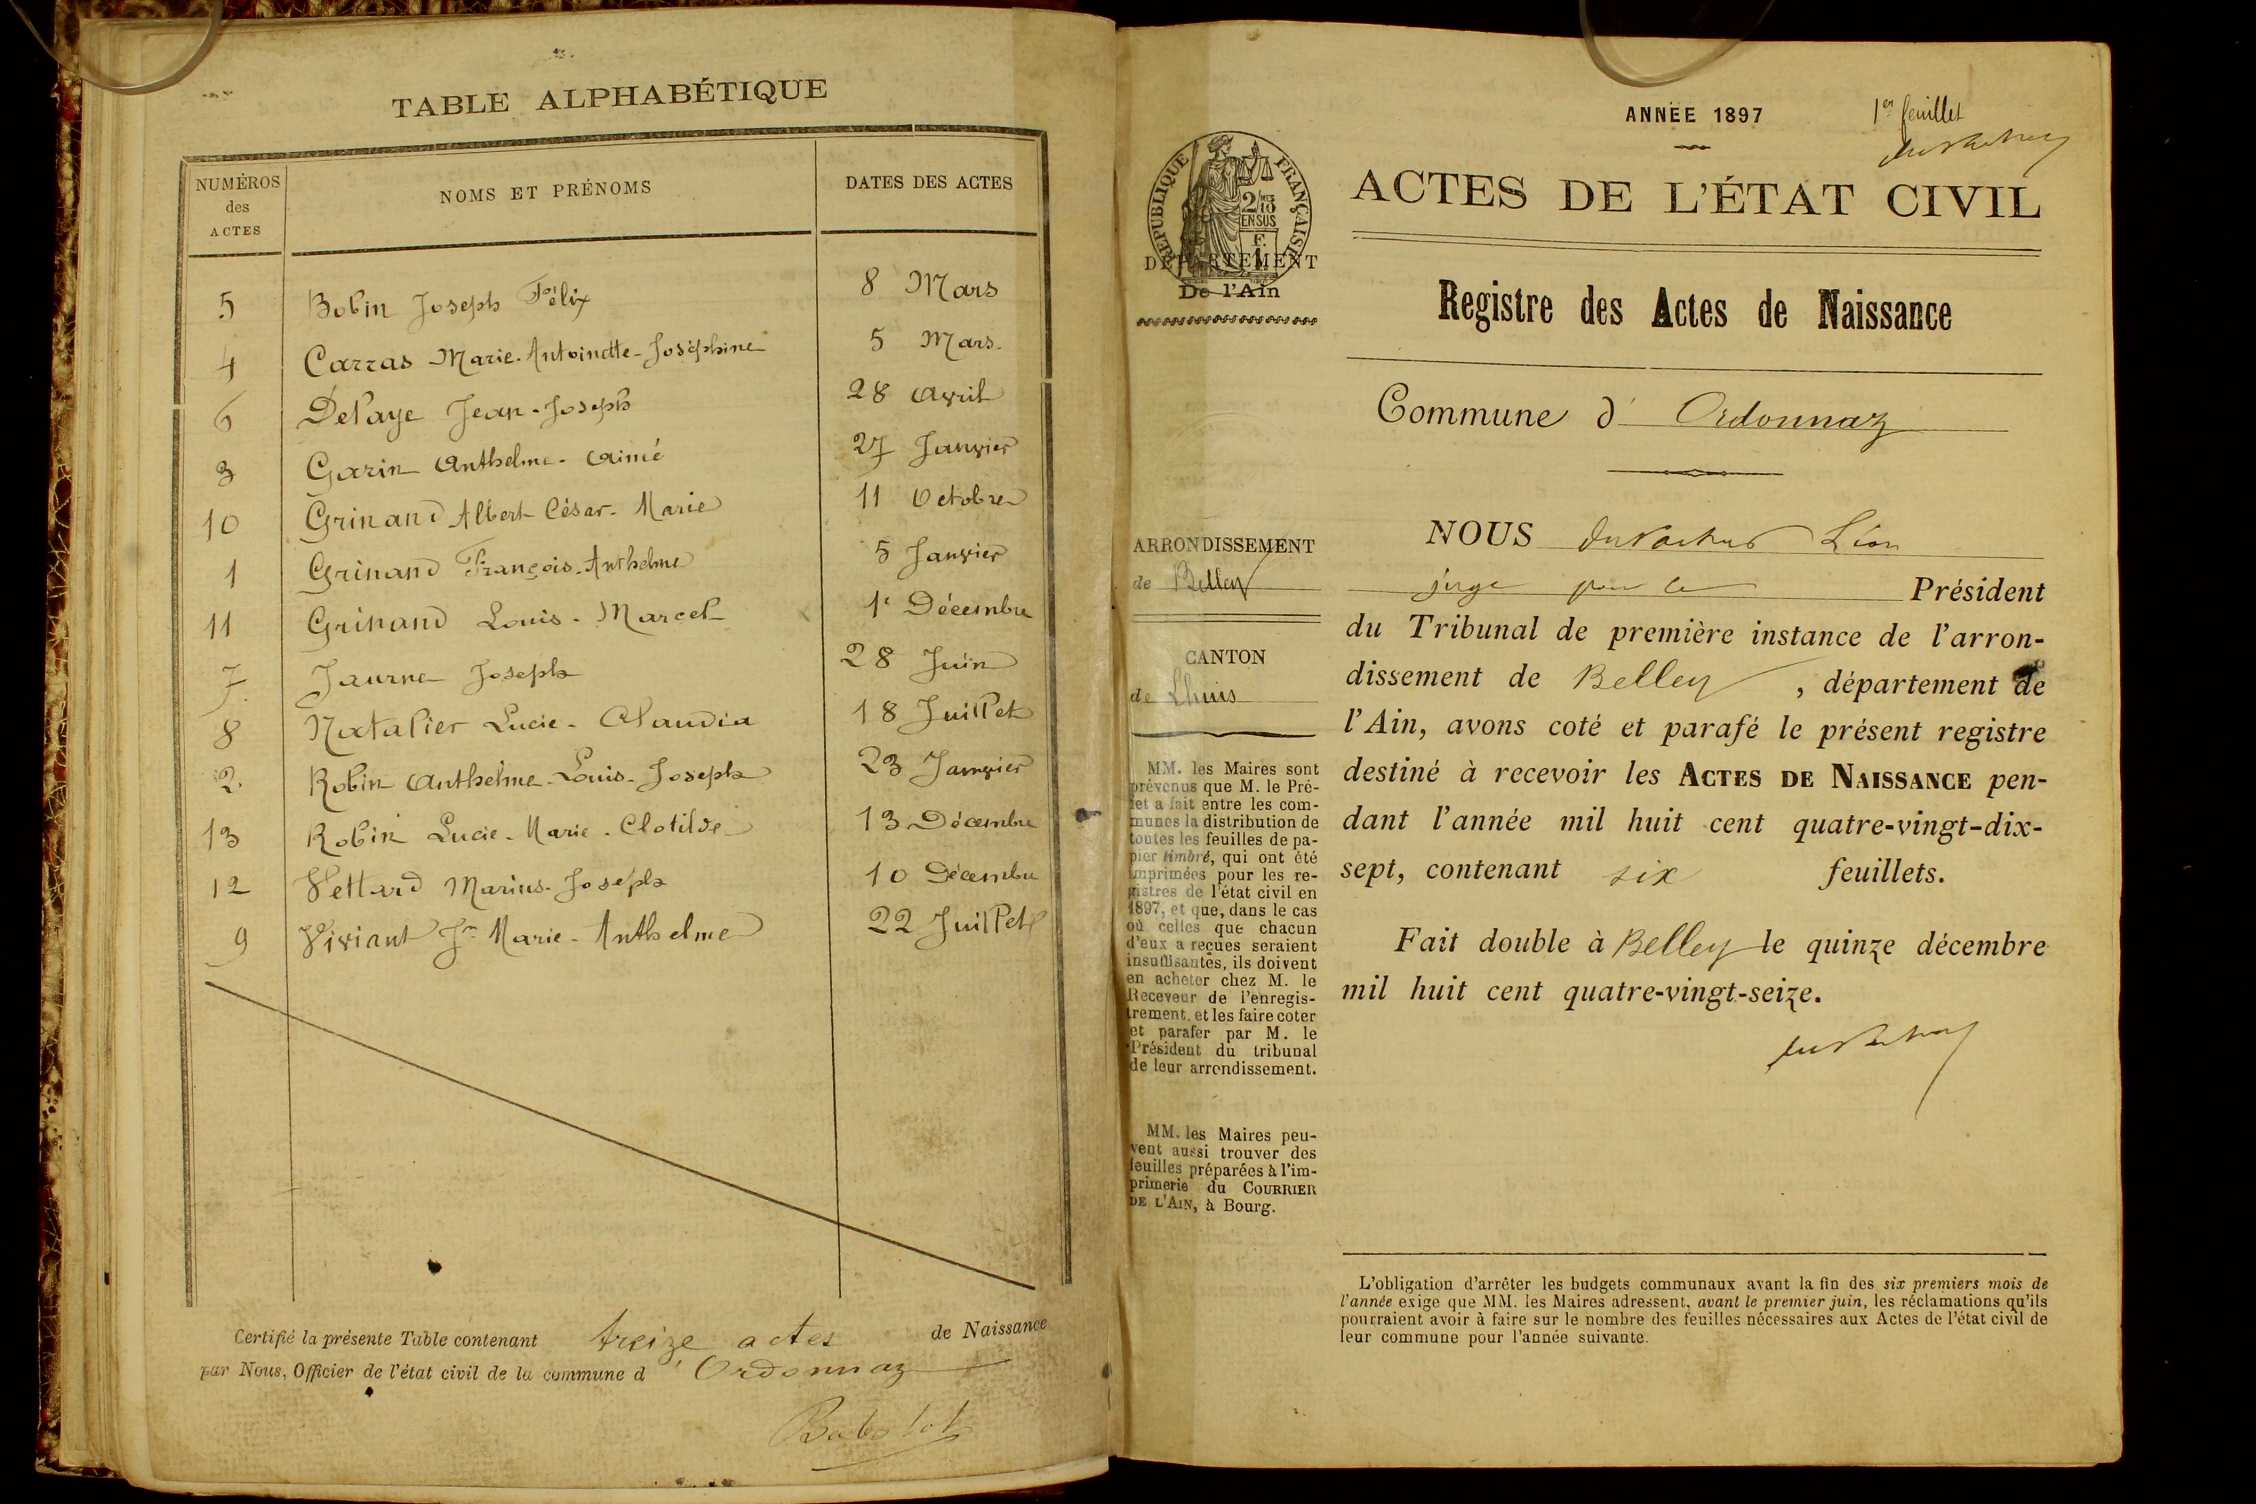 TABLE ALPHABÉTIQUE
NUMÉROS des ACTES | NOMS ET PRÉNOMS | DATES DES ACTES
5 Bobin Joseph Félix 8 Mars
4 Carras Marie-Antoinette-Joséphine 5 Mars.
6 Delaye Jean-Joseph 28 Avril
3 Garin Anthelme-Aimé 27 Janvier
10 Grinand Albert César-Marie 11 Octobre
1 Grinand François-Anthelme 5 Janvier
11 Grinand Louis-Marcel 1er Décembre
7 Jaurne Joseph 28 Juin
8 Natalier Lucie-Claudia 18 Juillet
2. Robin Anthelme-Louis-Joseph 23 Janvier
13 Robin Lucie-Marie-Clotilde 13 Décembre
12 Vettard Marius-Joseph 10 Décembre
9 Viviant Jn Marie-Anthelme 22 Juillet
Certifié la présente Table contenant treize actes de Naissance
par Nous, Officier de l'état civil de la commune d'Ordonnaz
ANNÉE 1897
1er feuillet
RÉPUBLIQUE FRANÇAISE
2/10 EN SUS
F. 1
ACTES DE L'ÉTAT CIVIL
DÉPARTEMENT
De l'Ain
Registre des Actes de Naissance
Commune d' Ordonnaz
ARRONDISSEMENT
de Belley
CANTON
de Lhuis
MM. les Maires sont
prévenus que M. le Pré-
fet a fait entre les com-
munes la distribution de
toutes les feuilles de pa-
pier timbré, qui ont été
imprimées pour les re-
gistres de l'état civil en
1897, et que, dans le cas
où celles que chacun
d'eux a reçues seraient
insuffisantes, ils doivent
en acheter chez M. le
Receveur de l'enregis-
trement, et les faire coter
et parafer par M. le
Président du tribunal
de leur arrondissement.
MM. les Maires peu-
vent aussi trouver des
feuilles préparées à l'im-
primerie du COURRIER
DE L'AIN, à Bourg.
NOUS Léon
juge pour le Président
du Tribunal de première instance de l'arron-
dissement de Belley, département de
l'Ain, avons coté et parafé le présent registre
destiné à recevoir les ACTES DE NAISSANCE pen-
dant l'année mil huit cent quatre-vingt-dix-
sept, contenant six feuillets.
Fait double à Belley le quinze décembre
mil huit cent quatre-vingt-seize.
L'obligation d'arrêter les budgets communaux avant la fin des six premiers mois de
l'année exige que MM. les Maires adressent, avant le premier juin, les réclamations qu'ils
pourraient avoir à faire sur le nombre des feuilles nécessaires aux Actes de l'état civil de
leur commune pour l'année suivante.